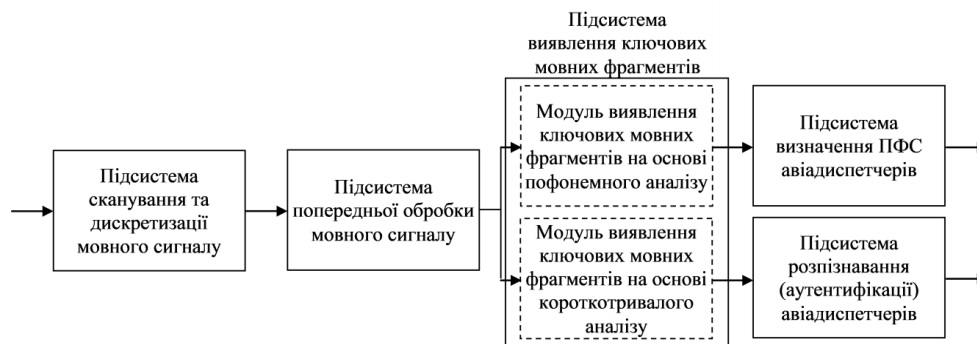 Підсистема
виявлення ключових
мовних фрагментів
Підсистема
сканування та
дискретизації
мовного сигналу
Підсистема
попередньої обробки
мовного сигналу
Модуль виявлення
ключових мовних
фрагментів на основі
пофонемного аналізу
Модуль виявлення
ключових мовних
фрагментів на основі
короткотривалого
аналізу
Підсистема
визначення ПФС
авіадиспетчерів
Підсистема
розпізнавання
(аутентифікації)
авіадиспетчерів